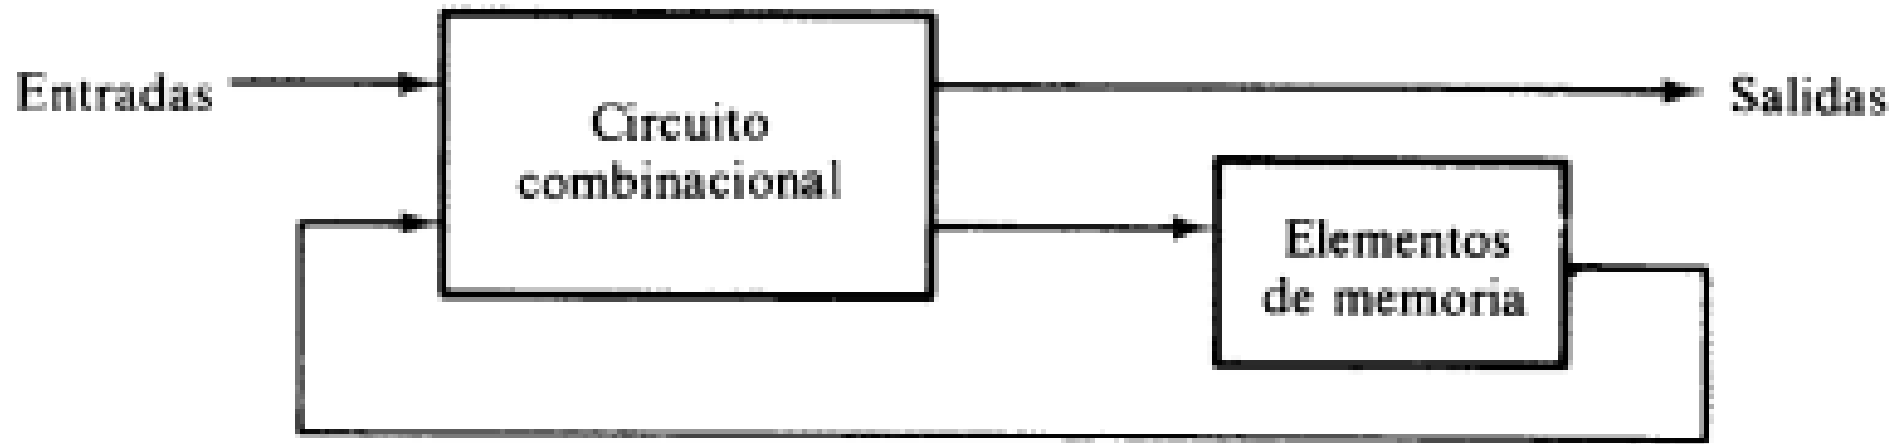 Entradas
Circuito
combinacional
Salidas
Elementos
de memoria